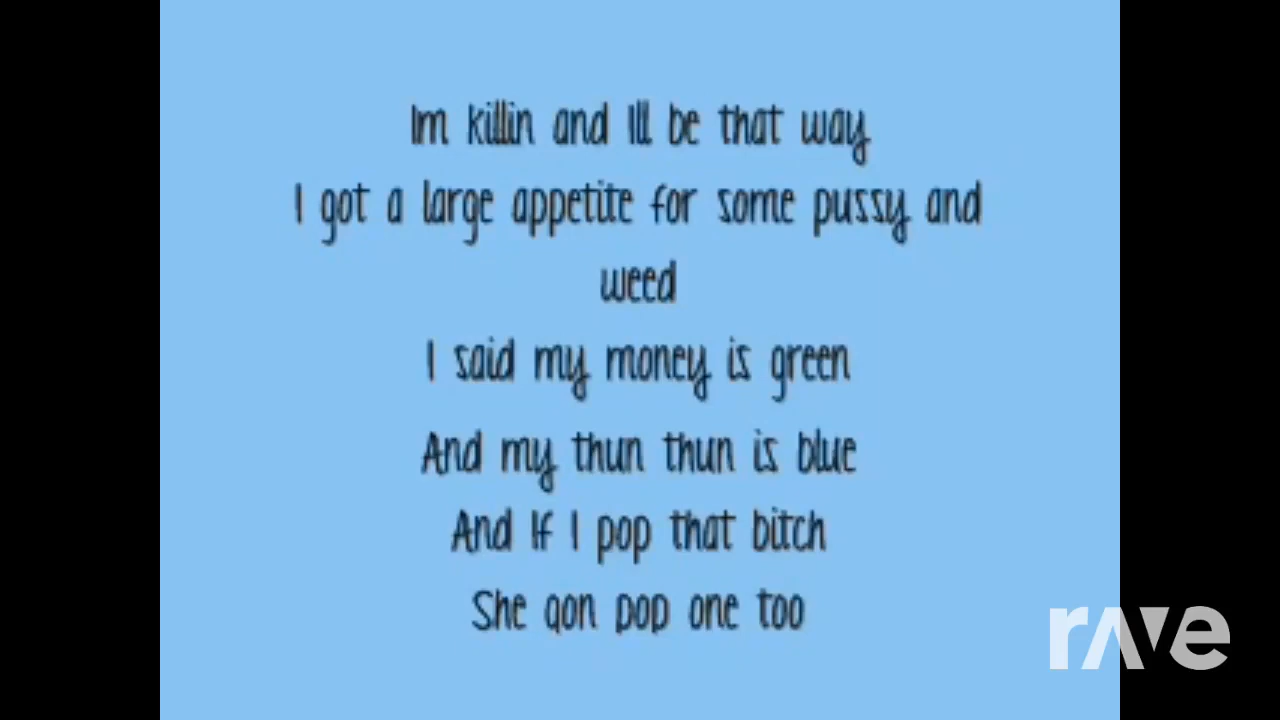 Im killin and Ill be that way
I got a large appetite for some pussy and
weed
I said my money is green
And my thun thun is blue
And If I pop that bitch
She gon pop one too
rave